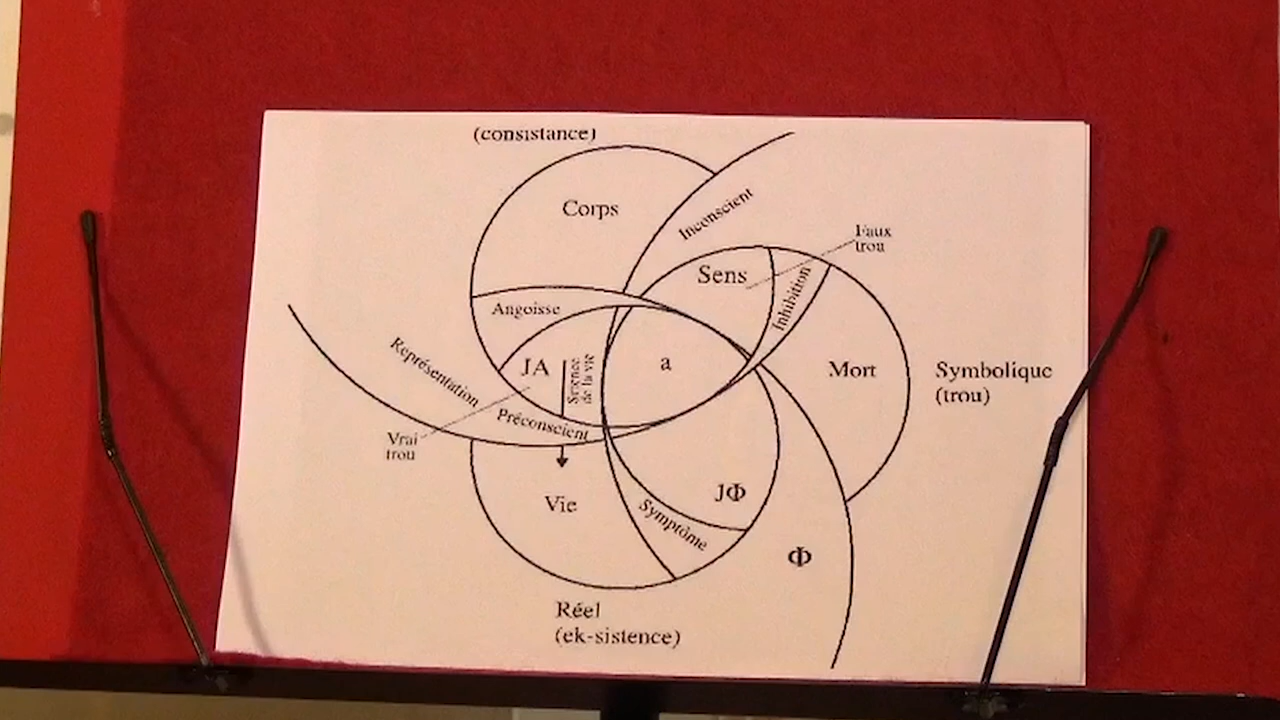 (consistance)
Corps
Inconscient
Faux
trou
Sens
Inhibition
Angoisse
Représentation
JA
Science
de la vie
a
Mort
Symbolique
(trou)
Préconscient
Vrai
trou
Vie
JΦ
Symptôme
Φ
Réel
(ek-sistence)